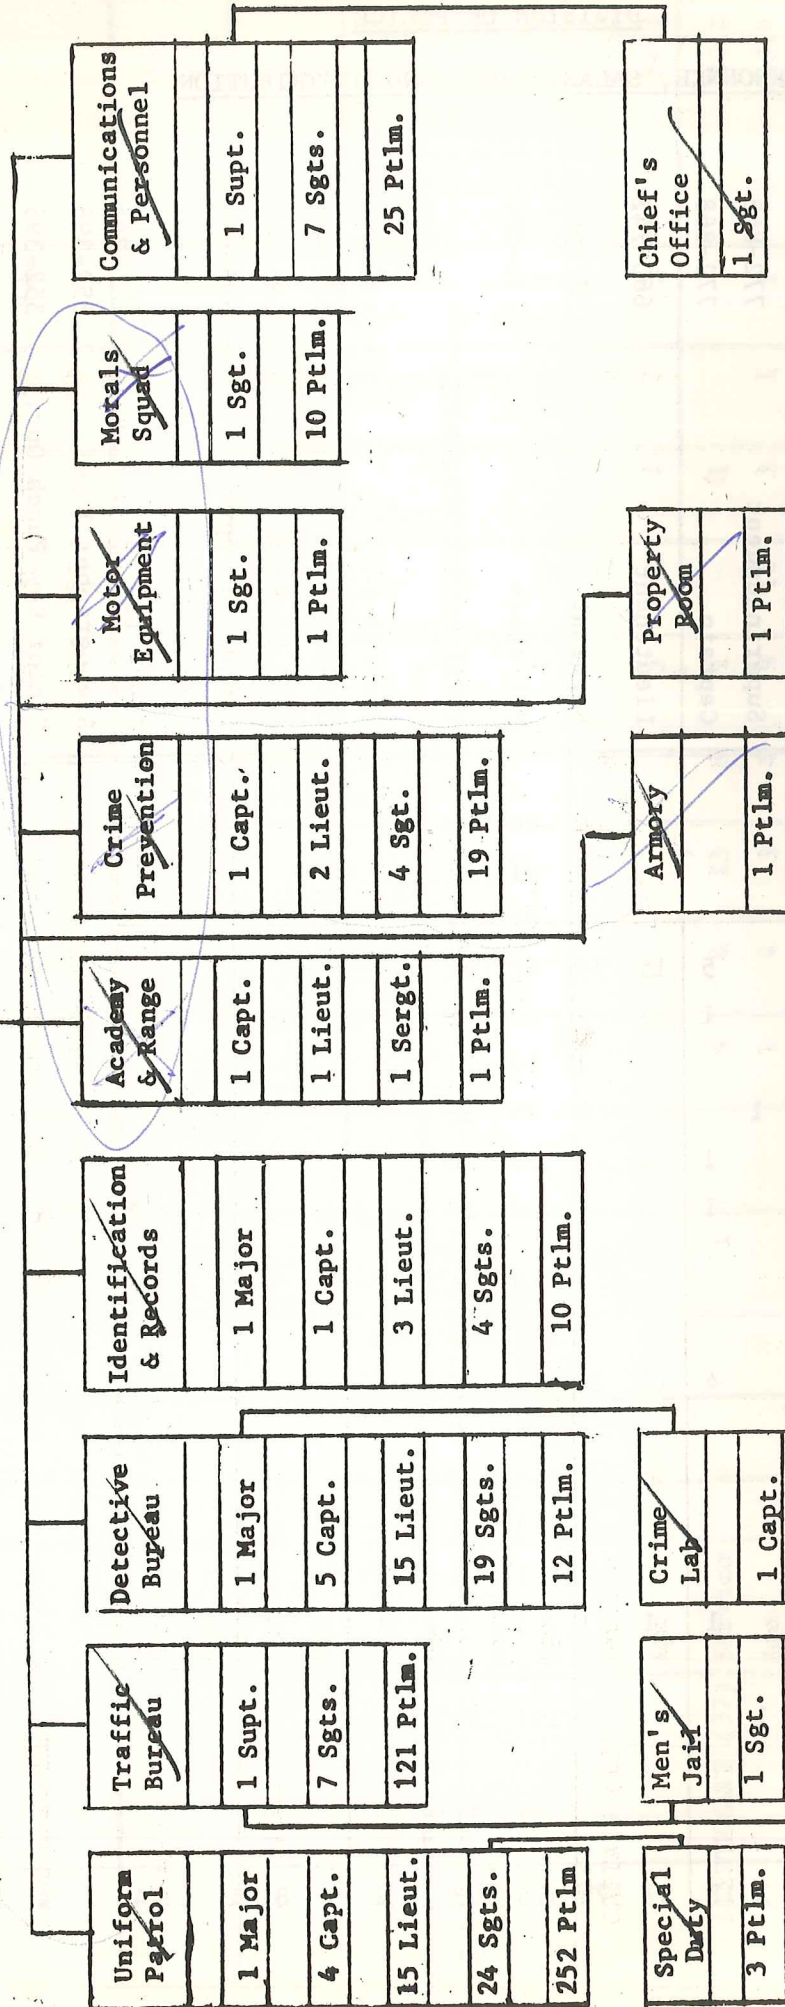 Uniform
Patrol
1 Major
4 Capt.
15 Lieut.
24 Sgts.
252 Ptlm
Special
Duty
3 Ptlm.
Traffic
Bureau
1 Supt.
7 Sgts.
121 Ptlm.
Men's
Jail
1 Sgt.
Detective
Bureau
1 Major
5 Capt.
15 Lieut.
19 Sgts.
12 Ptlm.
Crime
Lab
1 Capt.
Identification
& Records
1 Major
1 Capt.
3 Lieut.
4 Sgts.
10 Ptlm.
Academy
& Range
1 Capt.
1 Lieut.
1 Sergt.
1 Ptlm.
Armory
1 Ptlm.
Crime
Prevention
1 Capt.
2 Lieut.
4 Sgt.
19 Ptlm.
Property
Room
1 Ptlm.
Motor
Equipment
1 Sgt.
1 Ptlm.
Morals
Squad
1 Sgt.
10 Ptlm.
Communications
& Personnel
1 Supt.
7 Sgts.
25 Ptlm.
Chief's
Office
1 Sgt.